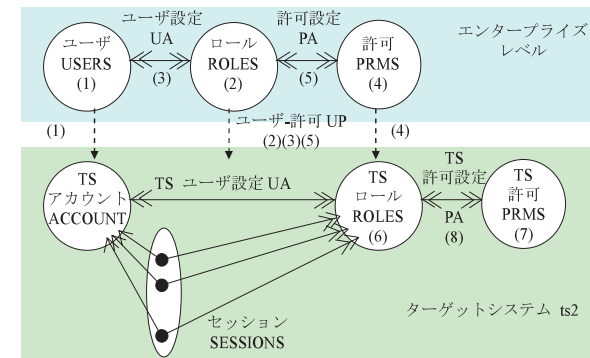 ユーザ
USERS
(1)
ユーザ設定
UA
(3)
ロール
ROLES
(2)
許可設定
PA
(5)
許可
PRMS
(4)
エンタープライズ
レベル
(1)
ユーザ-許可 UP
(2)(3)(5)
(4)
TS
アカウント
ACCOUNT
TS ユーザ設定 UA
TS
ロール
ROLES
(6)
TS
許可設定
PA
(8)
TS
許可
PRMS
(7)
セッション
SESSIONS
ターゲットシステム ts2